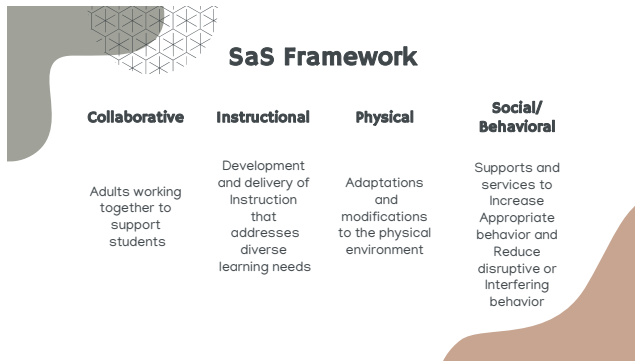 SaS Framework
Collaborative
Adults working
together to
support
students
Instructional
Development
and delivery of
Instruction
that
addresses
diverse
learning needs
Physical
Adaptations
and
modifications
to the physical
environment
Social/
Behavioral
Supports and
services to
Increase
Appropriate
behavior and
Reduce
disruptive or
Interfering
behavior